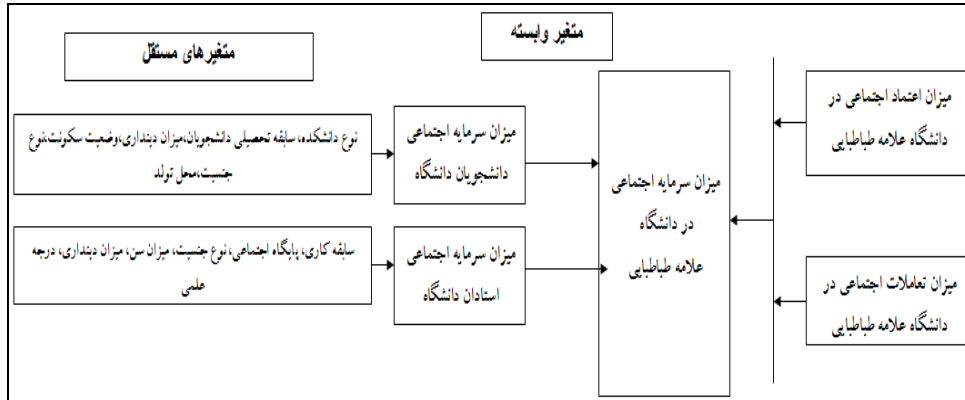 متغیر وابسته
متغیرهای مستقل
میزان اعتماد اجتماعی در
دانشگاه علامه طباطبایی
میزان تعاملات اجتماعی در
دانشگاه علامه طباطبایی
میزان سرمایه اجتماعی
در دانشگاه
علامه طباطبایی
میزان سرمایه اجتماعی
دانشجویان دانشگاه
میزان سرمایه اجتماعی
استادان دانشگاه
نوع دانشکده، سابقه تحصیلی دانشجویان،میزان دینداری،وضعیت سکونت،نوع
جنسیت،محل تولد
سابقه کاری، پایگاه اجتماعی، نوع جنسیت، میزان سن، میزان دینداری، درجه
علمی